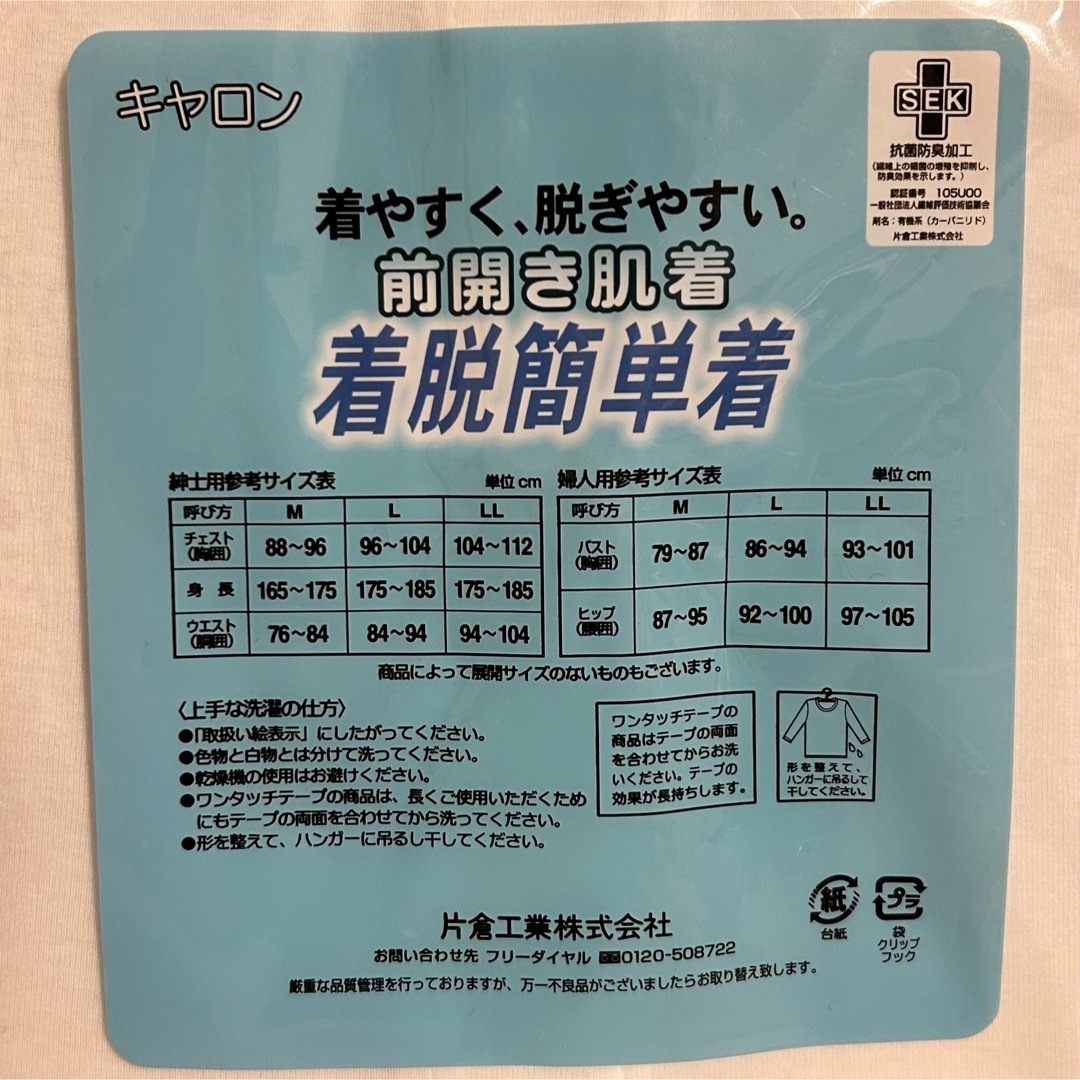 キヤロン
SEK
抗菌防臭加工
(繊維上の細菌の増殖を抑制し、
防臭効果を示します。)
認証番号 105U00
一般社団法人繊維評価技術協議会
剤名:有機系(カーバニリド)
片倉工業株式会社
着やすく、脱ぎやすい。
前開き肌着
着脱簡単着
紳士用参考サイズ表 単位 cm
呼び方 M L LL
チェスト
(胸囲) 88～96 96～104 104～112
身長 165～175 175～185 175～185
ウエスト
(胴囲) 76～84 84～94 94～104
婦人用参考サイズ表 単位 cm
呼び方 M L LL
バスト
(胸囲) 79～87 86～94 93～101
ヒップ
(腰囲) 87～95 92～100 97～105
商品によって展開サイズのないものもございます。
〈上手な洗濯の仕方〉
●「取扱い絵表示」にしたがってください。
●色物と白物とは分けて洗ってください。
●乾燥機の使用はお避けください。
●ワンタッチテープの商品は、長くご使用いただくため
にもテープの両面を合わせてから洗ってください。
●形を整えて、ハンガーに吊るし干してください。
ワンタッチテープの
商品はテープの両面
を合わせてからお洗
いください。テープの
効果が長持ちします。
形を整えて、
ハンガーに吊るして
干してください。
紙
台紙
プラ
袋
クリップ
フック
片倉工業株式会社
お問い合わせ先 フリーダイヤル 0120-508722
厳重な品質管理を行っておりますが、万一不良品がございましたらお取り替え致します。